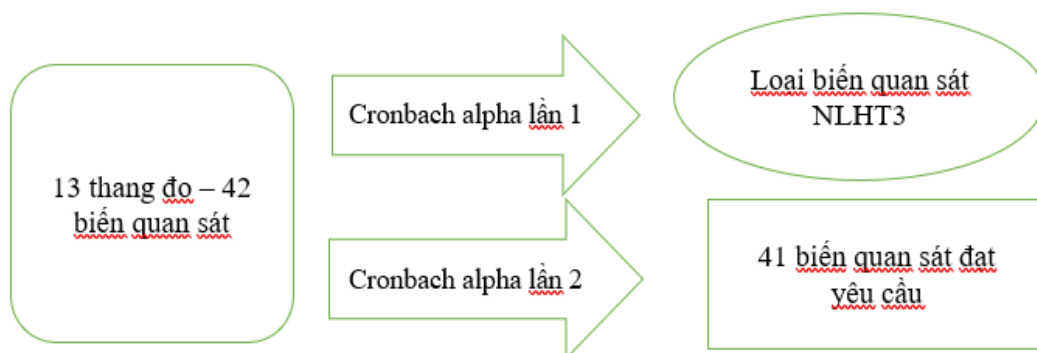 13 thang đo – 42
biến quan sát
Cronbach alpha lần 1
Loại biến quan sát
NLHT3
Cronbach alpha lần 2
41 biến quan sát đạt
yêu cầu